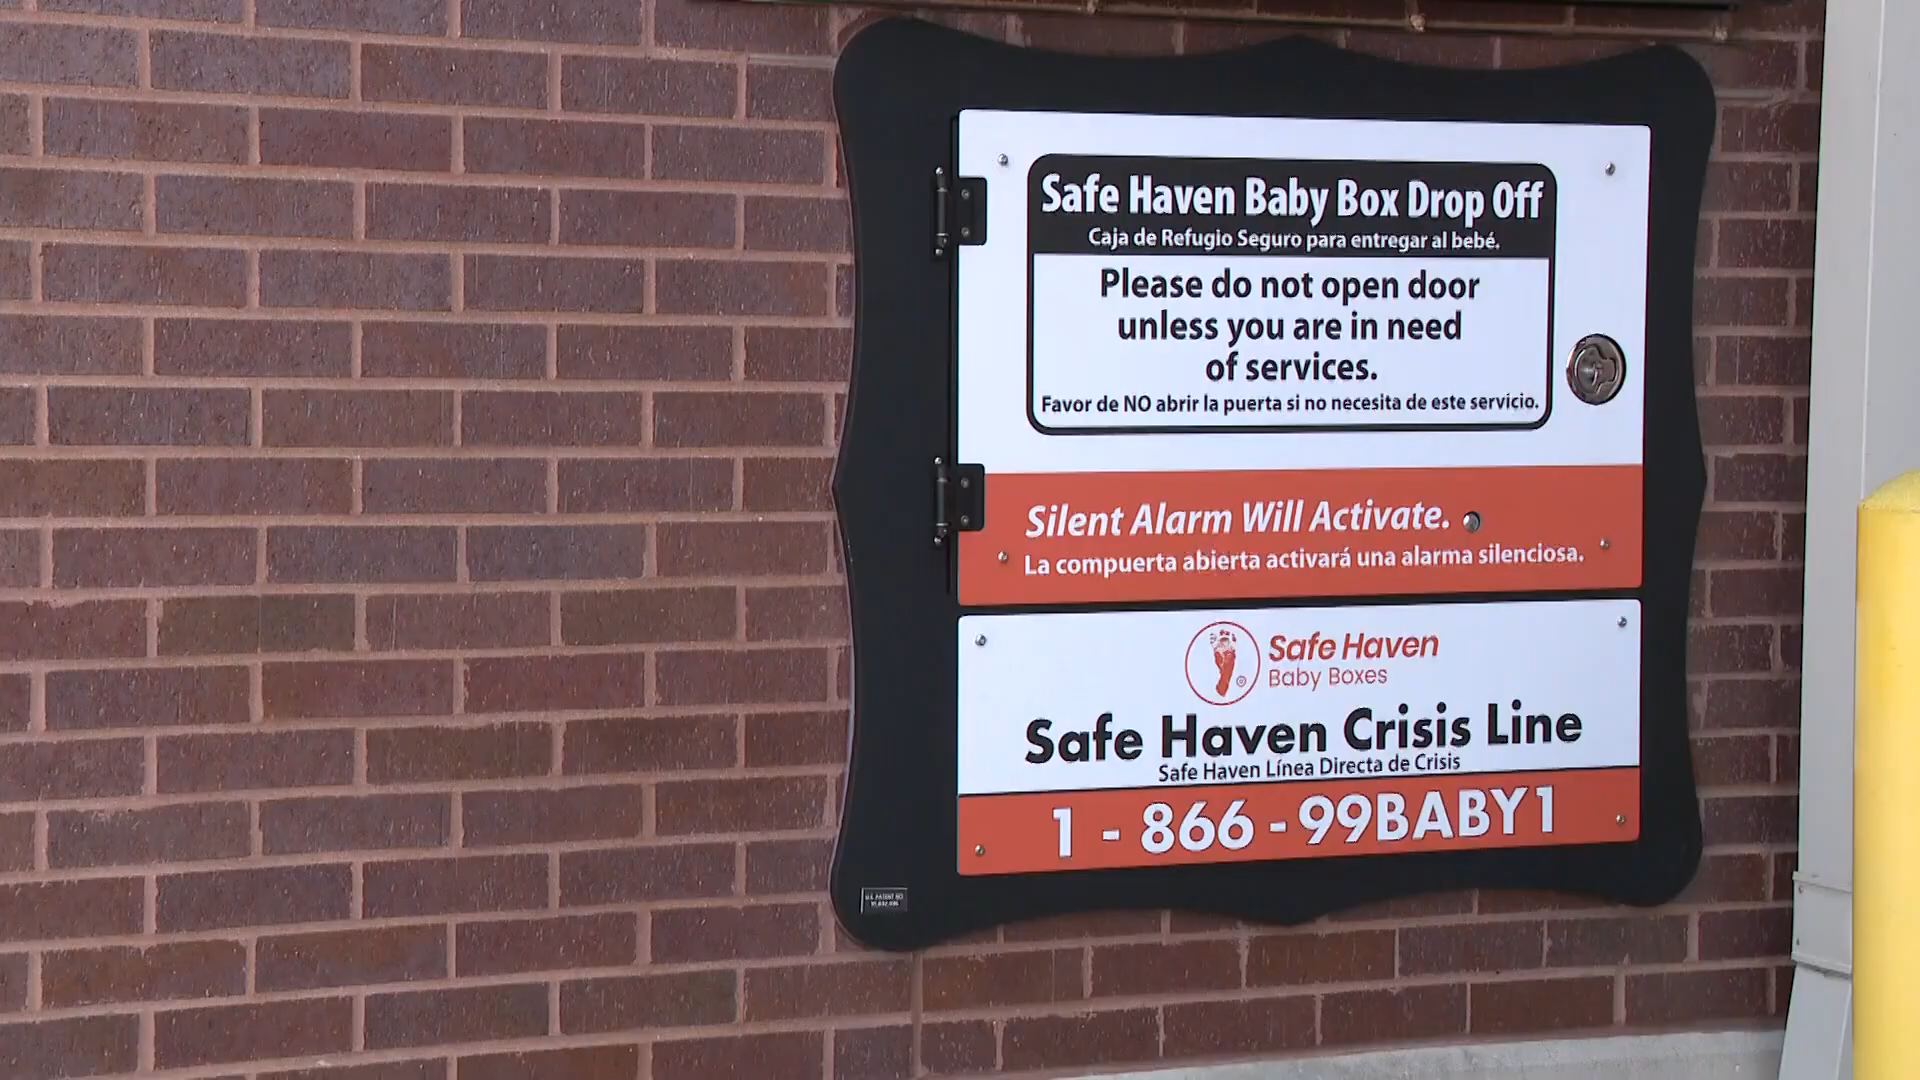 Safe Haven Baby Box Drop Off
Caja de Refugio Seguro para entregar al bebé.
Please do not open door
unless you are in need
of services.
Favor de NO abrir la puerta si no necesita de este servicio.
Silent Alarm Will Activate.
La compuerta abierta activará una alarma silenciosa.
Safe Haven
Baby Boxes
Safe Haven Crisis Line
Safe Haven Línea Directa de Crisis
1 - 866 - 99BABY1
U.S. PATENT NO